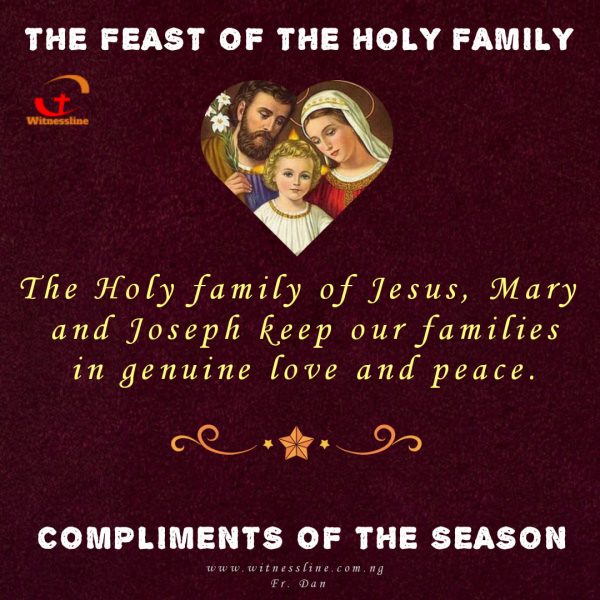 THE FEAST OF THE HOLY FAMILY
Witnessline
The Holy family of Jesus, Mary
and Joseph keep our families
in genuine love and peace.
COMPLIMENTS OF THE SEASON
www.witnessline.com.ng
Fr. Dan